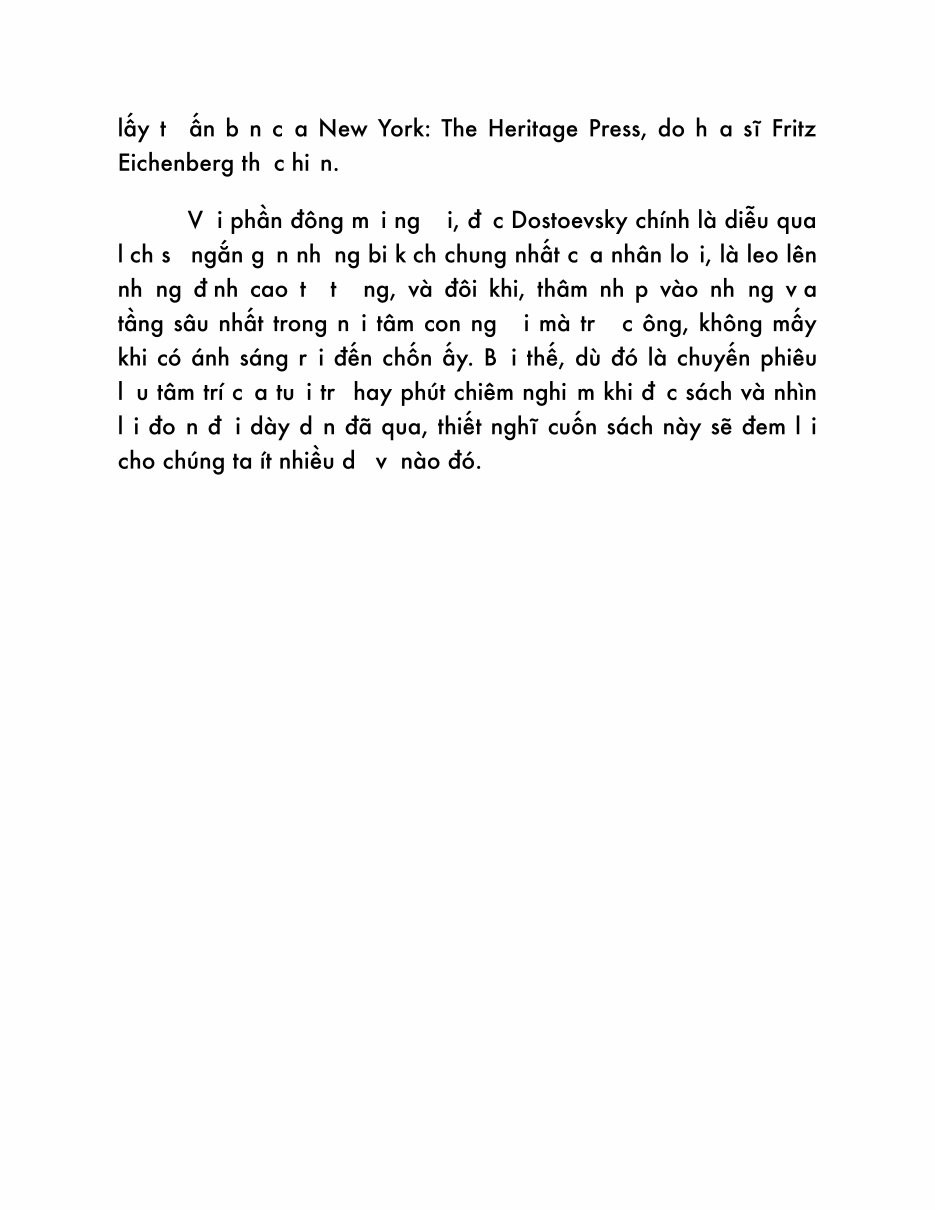 lấy t  ấn b n c a New York: The Heritage Press, do h a sĩ Fritz
Eichenberg th c hi n.
V i phần đông m i ng  i, đ c Dostoevsky chính là diễu qua
l ch s  ngắn g n nh ng bi k ch chung nhất c a nhân lo i, là leo lên
nh ng đ nh cao t  t  ng, và đôi khi, thâm nh p vào nh ng v a
tầng sâu nhất trong n i tâm con ng  i mà tr  c ông, không mấy
khi có ánh sáng r i đến chốn ấy. B i thế, dù đó là chuyến phiêu
l u tâm trí c a tu i tr  hay phút chiêm nghi m khi đ c sách và nhìn
l i đo n đ i dày d n đã qua, thiết nghĩ cuốn sách này sẽ đem l i
cho chúng ta ít nhiều d  v  nào đó.